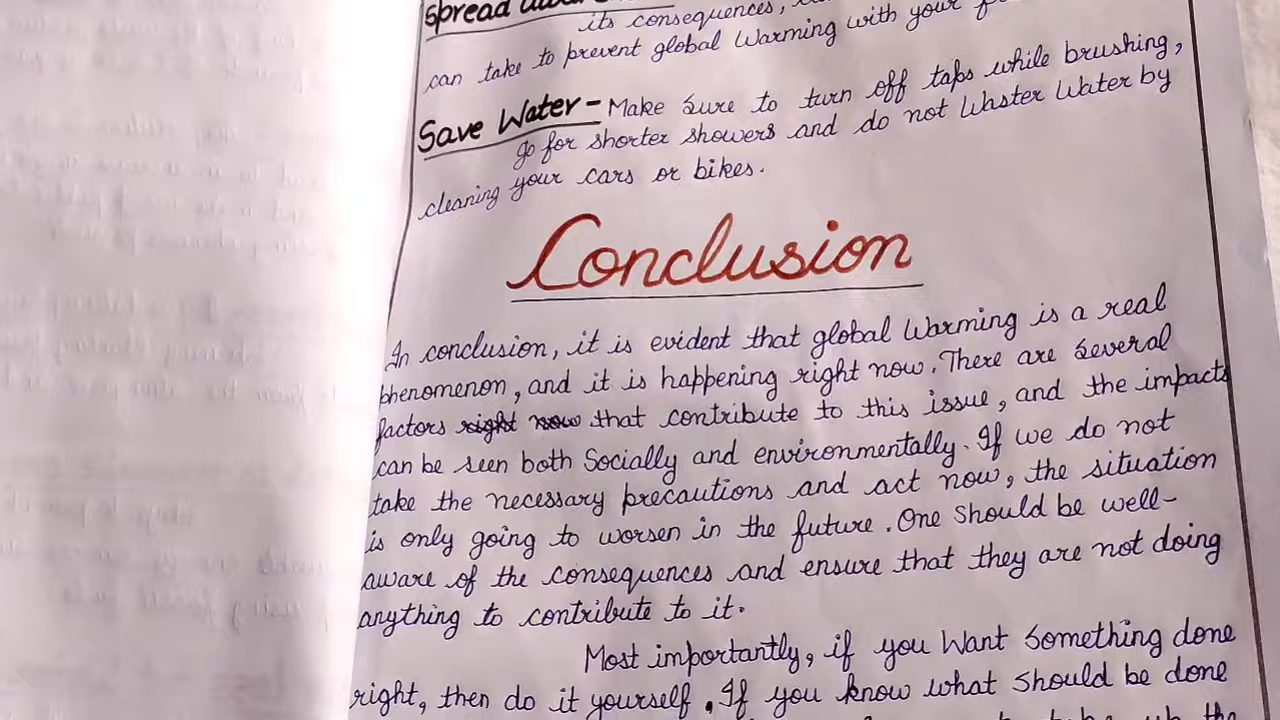 spread
its consequences,
can take to prevent global Warming with your
Save Water - Make Sure to turn off taps while brushing,
go for shorter showers and do not Waster Water by
cleaning your cars or bikes.
Conclusion
In conclusion, it is evident that global Warming is a real
phenomenon, and it is happening right now. There are Several
factors right now that contribute to this issue, and the impacts
can be seen both Socially and environmentally. If we do not
take the necessary precautions and act now, the situation
is only going to worsen in the future. One Should be well-
aware of the consequences and ensure that they are not doing
anything to contribute to it.
Most importantly, if you Want Something done
right, then do it yourself. If you know what Should be done
the